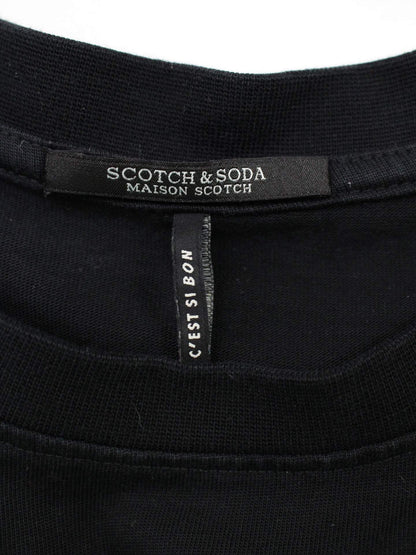 SCOTCH & SODA
MAISON SCOTCH
C'EST SI BON